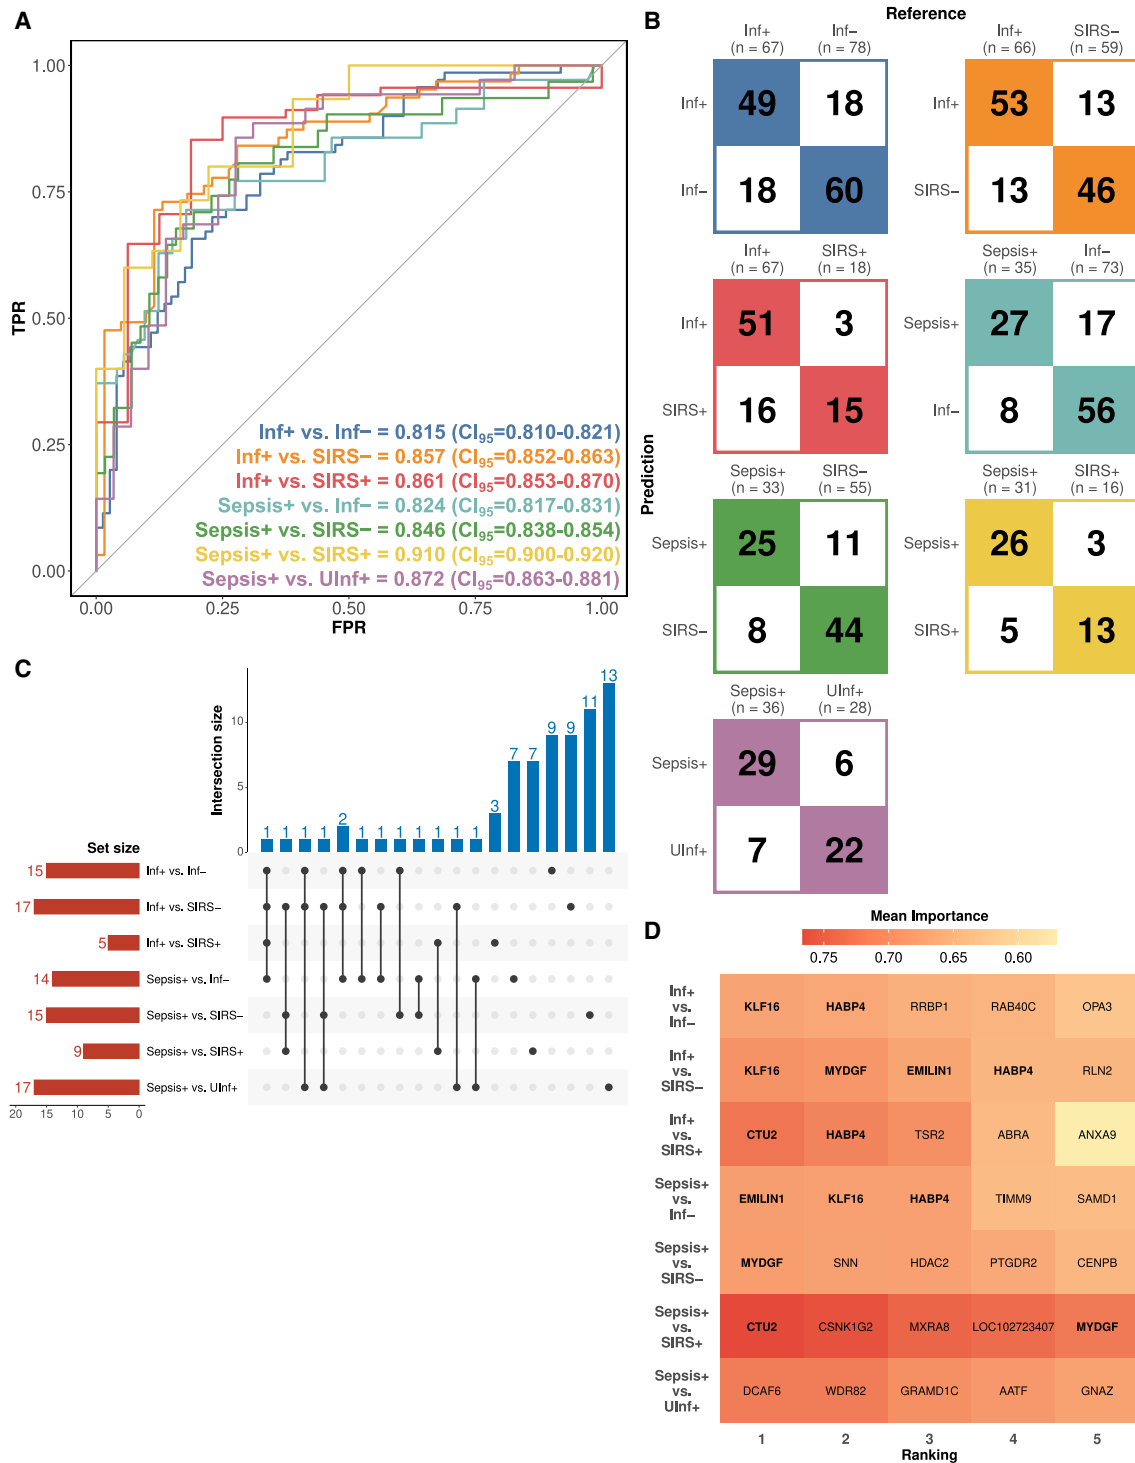 A
1.00
0.75
0.50
0.25
0.00
TPR
0.00
0.25
0.50
0.75
1.00
FPR
Inf+ vs. Inf− = 0.815 (CI95=0.810-0.821)
Inf+ vs. SIRS− = 0.857 (CI95=0.852-0.863)
Inf+ vs. SIRS+ = 0.861 (CI95=0.853-0.870)
Sepsis+ vs. Inf− = 0.824 (CI95=0.817-0.831)
Sepsis+ vs. SIRS− = 0.846 (CI95=0.838-0.854)
Sepsis+ vs. SIRS+ = 0.910 (CI95=0.900-0.920)
Sepsis+ vs. UInf+ = 0.872 (CI95=0.863-0.881)
B
Reference
Prediction
Inf+ Inf−
(n = 67) (n = 78)
Inf+ 49 18
Inf− 18 60
Inf+ SIRS−
(n = 66) (n = 59)
Inf+ 53 13
SIRS− 13 46
Inf+ SIRS+
(n = 67) (n = 18)
Inf+ 51 3
SIRS+ 16 15
Sepsis+ Inf−
(n = 35) (n = 73)
Sepsis+ 27 17
Inf− 8 56
Sepsis+ SIRS−
(n = 33) (n = 55)
Sepsis+ 25 11
SIRS− 8 44
Sepsis+ SIRS+
(n = 31) (n = 16)
Sepsis+ 26 3
SIRS+ 5 13
Sepsis+ UInf+
(n = 36) (n = 28)
Sepsis+ 29 6
UInf+ 7 22
C
Intersection size
10
5
0
1 1 1 1 2 1 1 1 1 1 1 1 3 7 7 9 9 11 13
Set size
15 Inf+ vs. Inf−
17 Inf+ vs. SIRS−
5 Inf+ vs. SIRS+
14 Sepsis+ vs. Inf−
15 Sepsis+ vs. SIRS−
9 Sepsis+ vs. SIRS+
17 Sepsis+ vs. UInf+
20 15 10 5 0
D
Mean Importance
0.75 0.70 0.65 0.60
Inf+
vs.
Inf−
KLF16 HABP4 RRBP1 RAB40C OPA3
Inf+
vs.
SIRS−
KLF16 MYDGF EMILIN1 HABP4 RLN2
Inf+
vs.
SIRS+
CTU2 HABP4 TSR2 ABRA ANXA9
Sepsis+
vs.
Inf−
EMILIN1 KLF16 HABP4 TIMM9 SAMD1
Sepsis+
vs.
SIRS−
MYDGF SNN HDAC2 PTGDR2 CENPB
Sepsis+
vs.
SIRS+
CTU2 CSNK1G2 MXRA8 LOC102723407 MYDGF
Sepsis+
vs.
UInf+
DCAF6 WDR82 GRAMD1C AATF GNAZ
1 2 3 4 5
Ranking